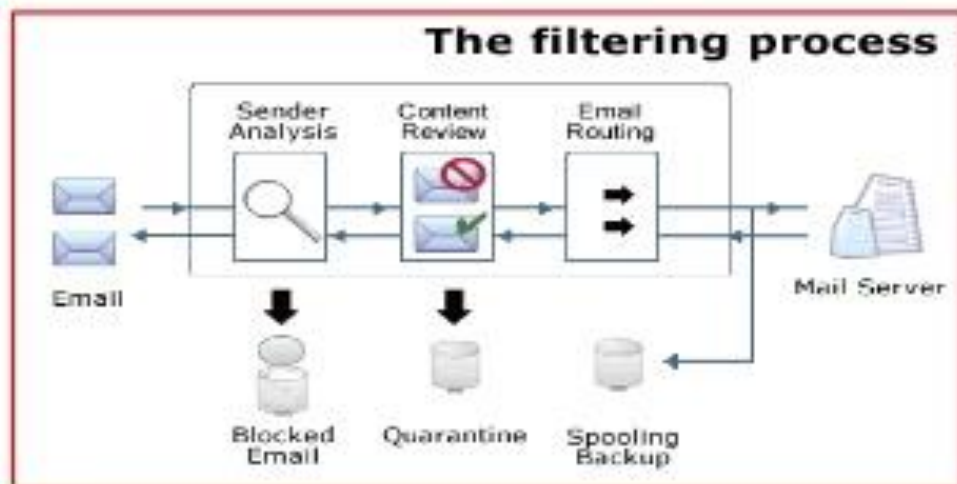 The filtering process
Sender
Analysis
Content
Review
Email
Routing
Email
Mail Server
Blocked
Email
Quarantine
Spooling
Backup